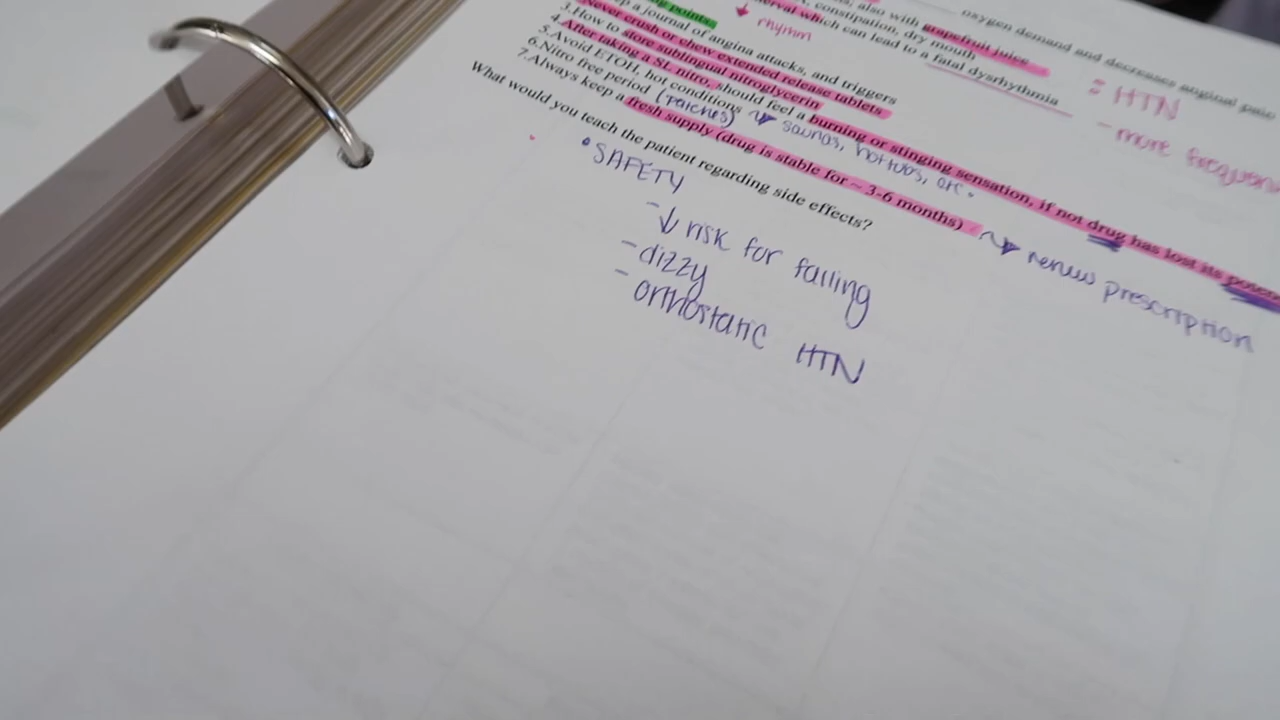 oxygen demand and decreases anginal pain
also with grapefruit juice
constipation, dry mouth
which can lead to a fatal dysrhythmia
↓ rhythm
: HTN
- more
points
a journal of angina attacks, and triggers
3.Never crush or chew extended release tablets
4.How to store sublingual nitroglycerin
5.After taking a SL nitro, should feel a burning or stinging sensation, if not drug has lost its
6.Avoid ETOH, hot conditions → saunas, hottubs, etc.
7.Nitro free period (patches)
Always keep a fresh supply (drug is stable for ~ 3-6 months) → renew prescription
What would you teach the patient regarding side effects?
• SAFETY
- ↓ risk for falling
- dizzy
- orthostatic HTN